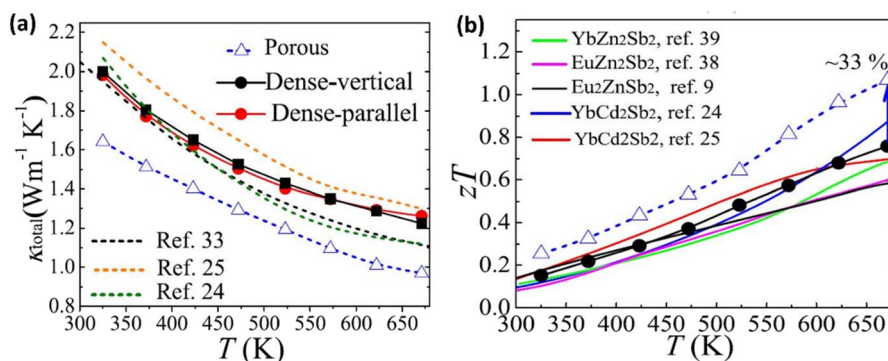 (a)
2.2
2.0
1.8
1.6
1.4
1.2
1.0
0.8
κtotal(Wm⁻¹ K⁻¹)
Porous
Dense-vertical
Dense-parallel
Ref. 33
Ref. 25
Ref. 24
300 350 400 450 500 550 600 650
T (K)
(b)
1.2
1.0
0.8
0.6
0.4
0.2
0.0
zT
YbZn₂Sb₂, ref. 39
EuZn₂Sb₂, ref. 38
Eu₂ZnSb₂, ref. 9
YbCd₂Sb₂, ref. 24
YbCd2Sb2, ref. 25
~33 %
300 350 400 450 500 550 600 650
T (K)